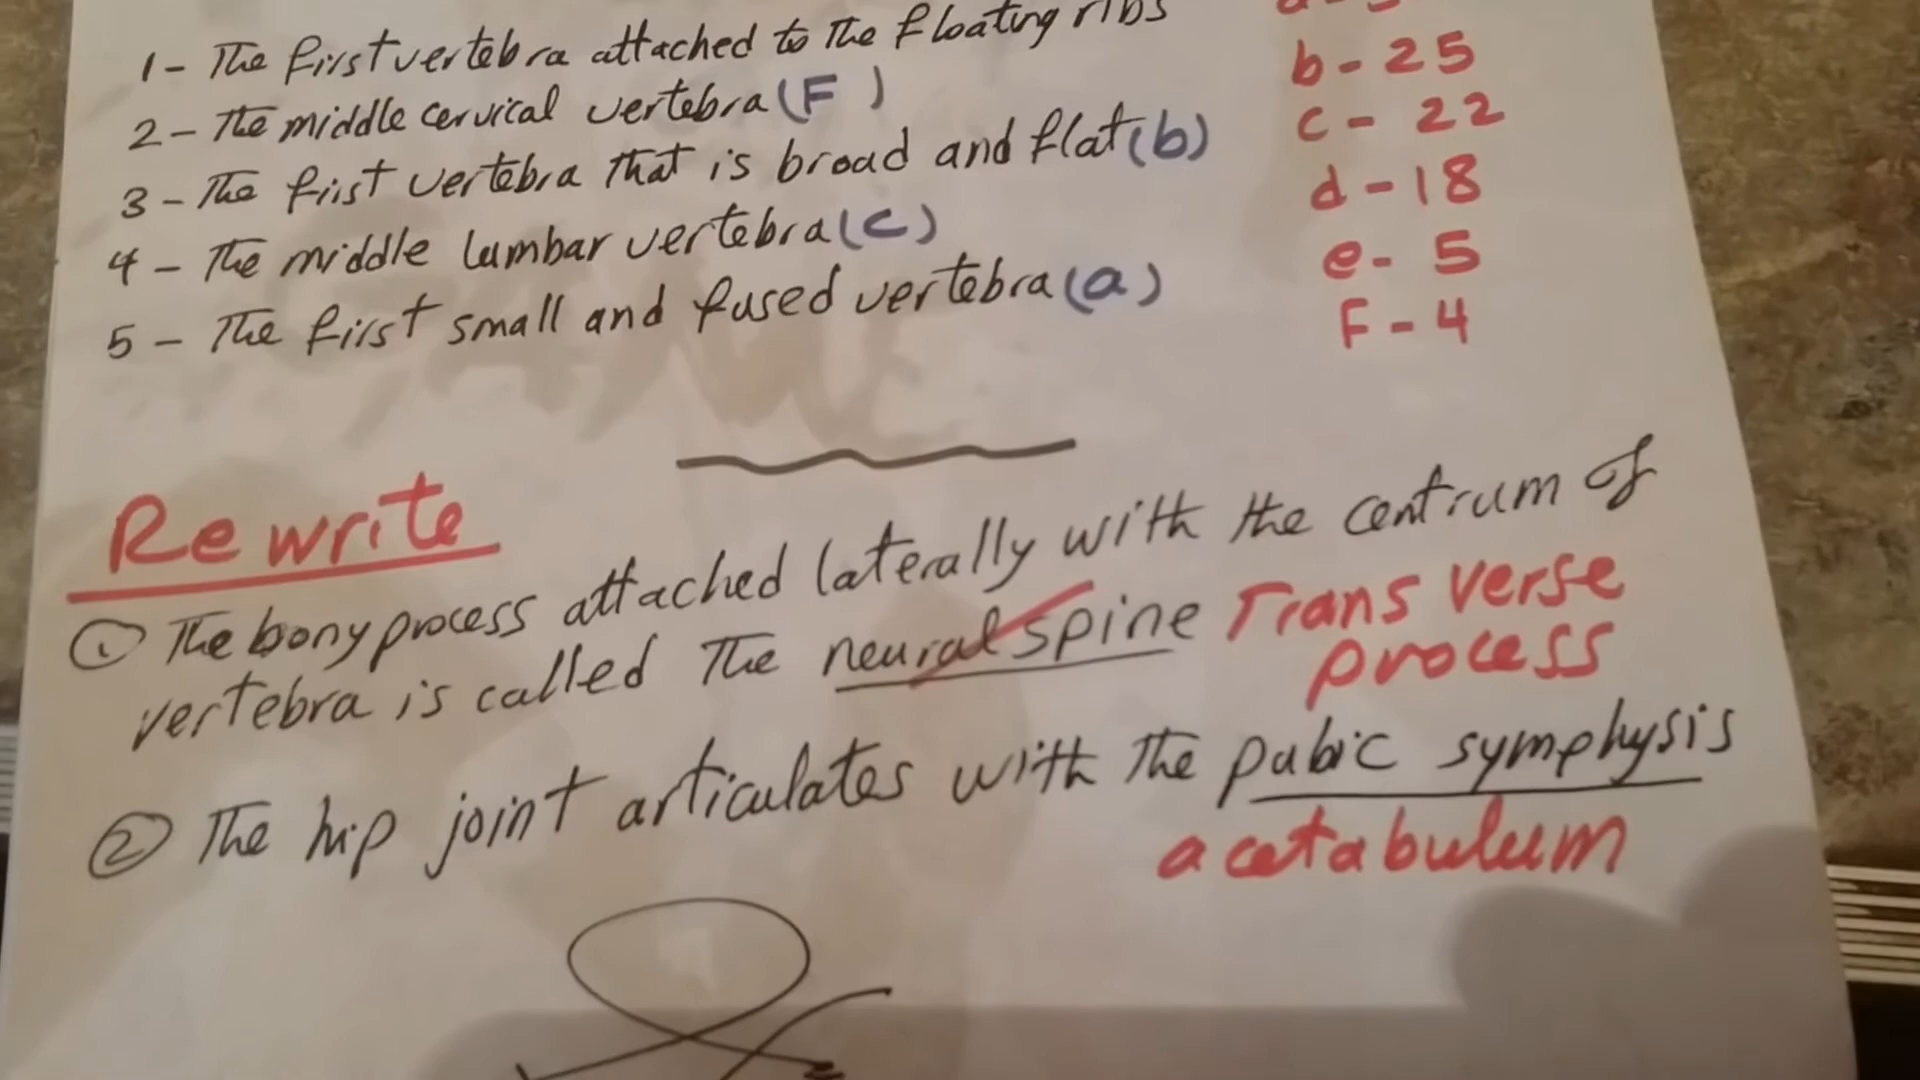 1- The first vertebra attached to the floating ribs
2- The middle cervical vertebra (F)
3- The first vertebra that is broad and flat (b)
4- The middle lumbar vertebra (c)
5- The first small and fused vertebra (a)
b-25
c-22
d-18
e-5
F-4
Rewrite
① The bony process attached laterally with the centrum of
vertebra is called the neural spine Transverse
process
② The hip joint articulates with the pubic symphysis
acetabulum